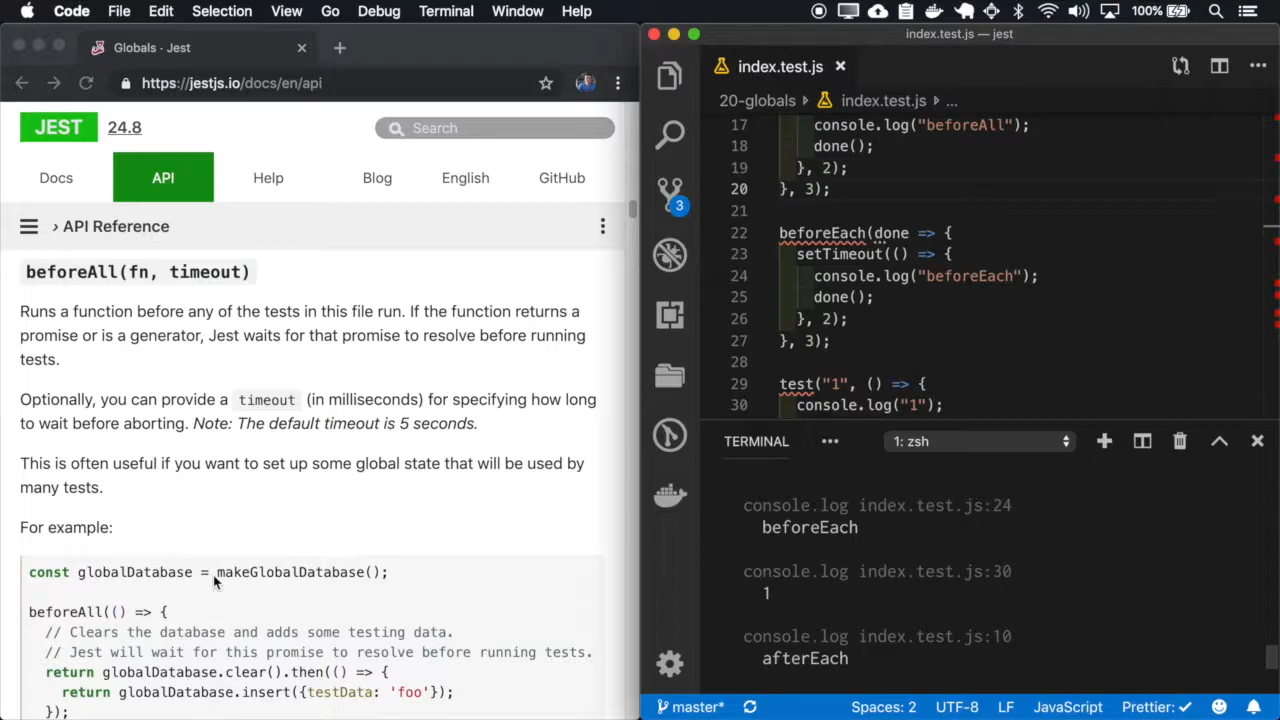 Code File Edit Selection View Go Debug Terminal Window Help 100%
Globals · Jest
https://jestjs.io/docs/en/api
JEST 24.8 Search
Docs API Help Blog English GitHub
› API Reference
beforeAll(fn, timeout)
Runs a function before any of the tests in this file run. If the function returns a
promise or is a generator, Jest waits for that promise to resolve before running
tests.
Optionally, you can provide a timeout (in milliseconds) for specifying how long
to wait before aborting. Note: The default timeout is 5 seconds.
This is often useful if you want to set up some global state that will be used by
many tests.
For example:
const globalDatabase = makeGlobalDatabase();
beforeAll(() => {
// Clears the database and adds some testing data.
// Jest will wait for this promise to resolve before running tests.
return globalDatabase.clear().then(() => {
return globalDatabase.insert({testData: 'foo'});
});
index.test.js — jest
index.test.js
20-globals index.test.js ...
17 console.log("beforeAll");
18 done();
19 }, 2);
20 }, 3);
21
22 beforeEach(done => {
23 setTimeout(() => {
24 console.log("beforeEach");
25 done();
26 }, 2);
27 }, 3);
28
29 test("1", () => {
30 console.log("1");
3
TERMINAL ... 1: zsh
console.log index.test.js:24
beforeEach
console.log index.test.js:30
1
console.log index.test.js:10
afterEach
master* Spaces: 2 UTF-8 LF JavaScript Prettier: ✓